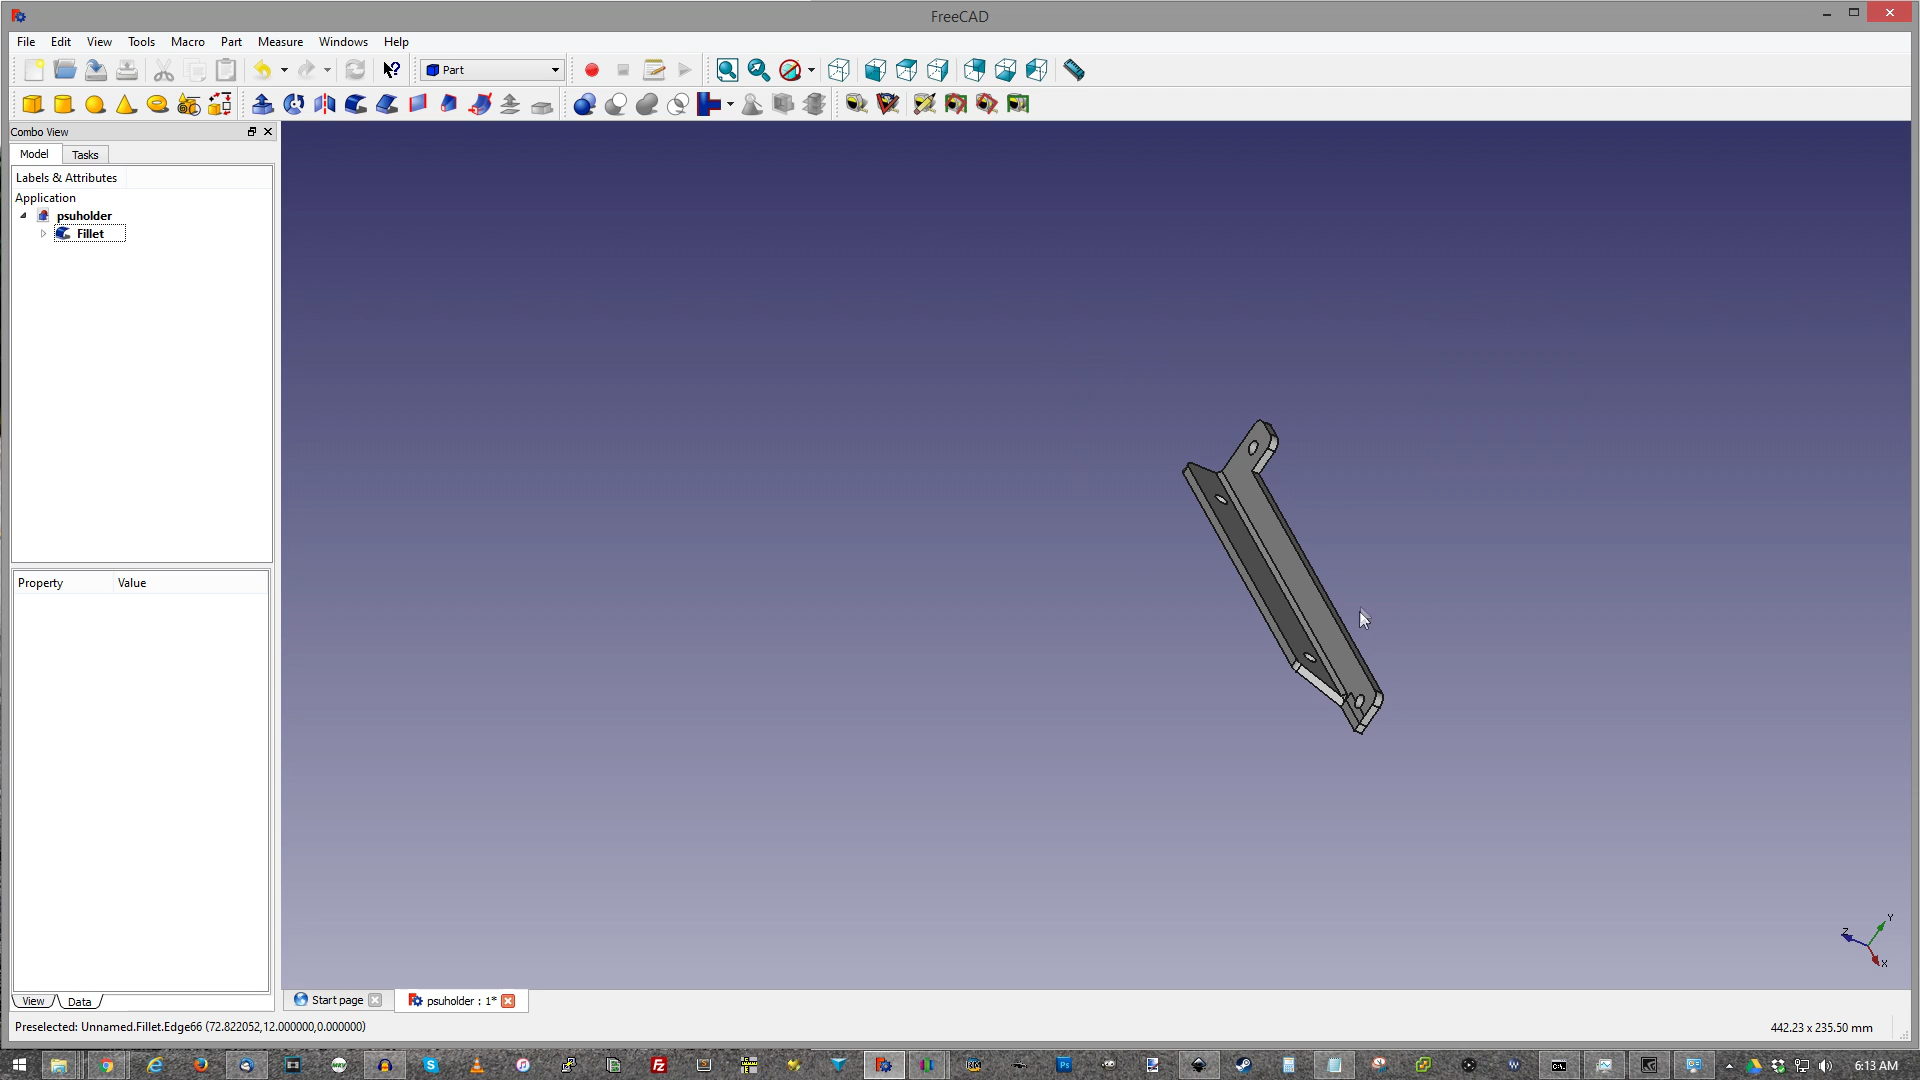 FreeCAD
File Edit View Tools Macro Part Measure Windows Help
Part
Combo View
Model Tasks
Labels & Attributes
Application
psuholder
Fillet
Property Value
View Data
Start page psuholder : 1*
Y
Z
X
Preselected: Unnamed.Fillet.Edge66 (72.822052,12.000000,0.000000)
442.23 x 235.50 mm
6:13 AM